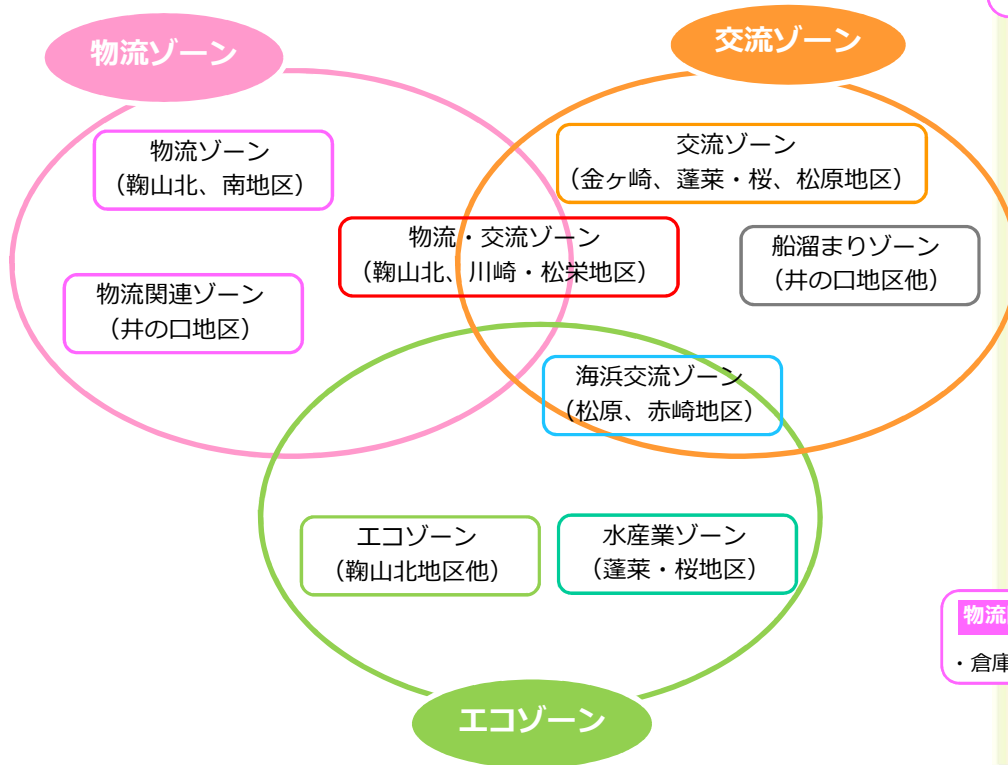 物流ゾーン
交流ゾーン
物流ゾーン
（鞠山北、南地区）
交流ゾーン
（金ヶ崎、蓬莱・桜、松原地区）
物流・交流ゾーン
（鞠山北、川崎・松栄地区）
船溜まりゾーン
（井の口地区他）
物流関連ゾーン
（井の口地区）
海浜交流ゾーン
（松原、赤崎地区）
エコゾーン
（鞠山北地区他）
水産業ゾーン
（蓬莱・桜地区）
物流
・倉庫
エコゾーン